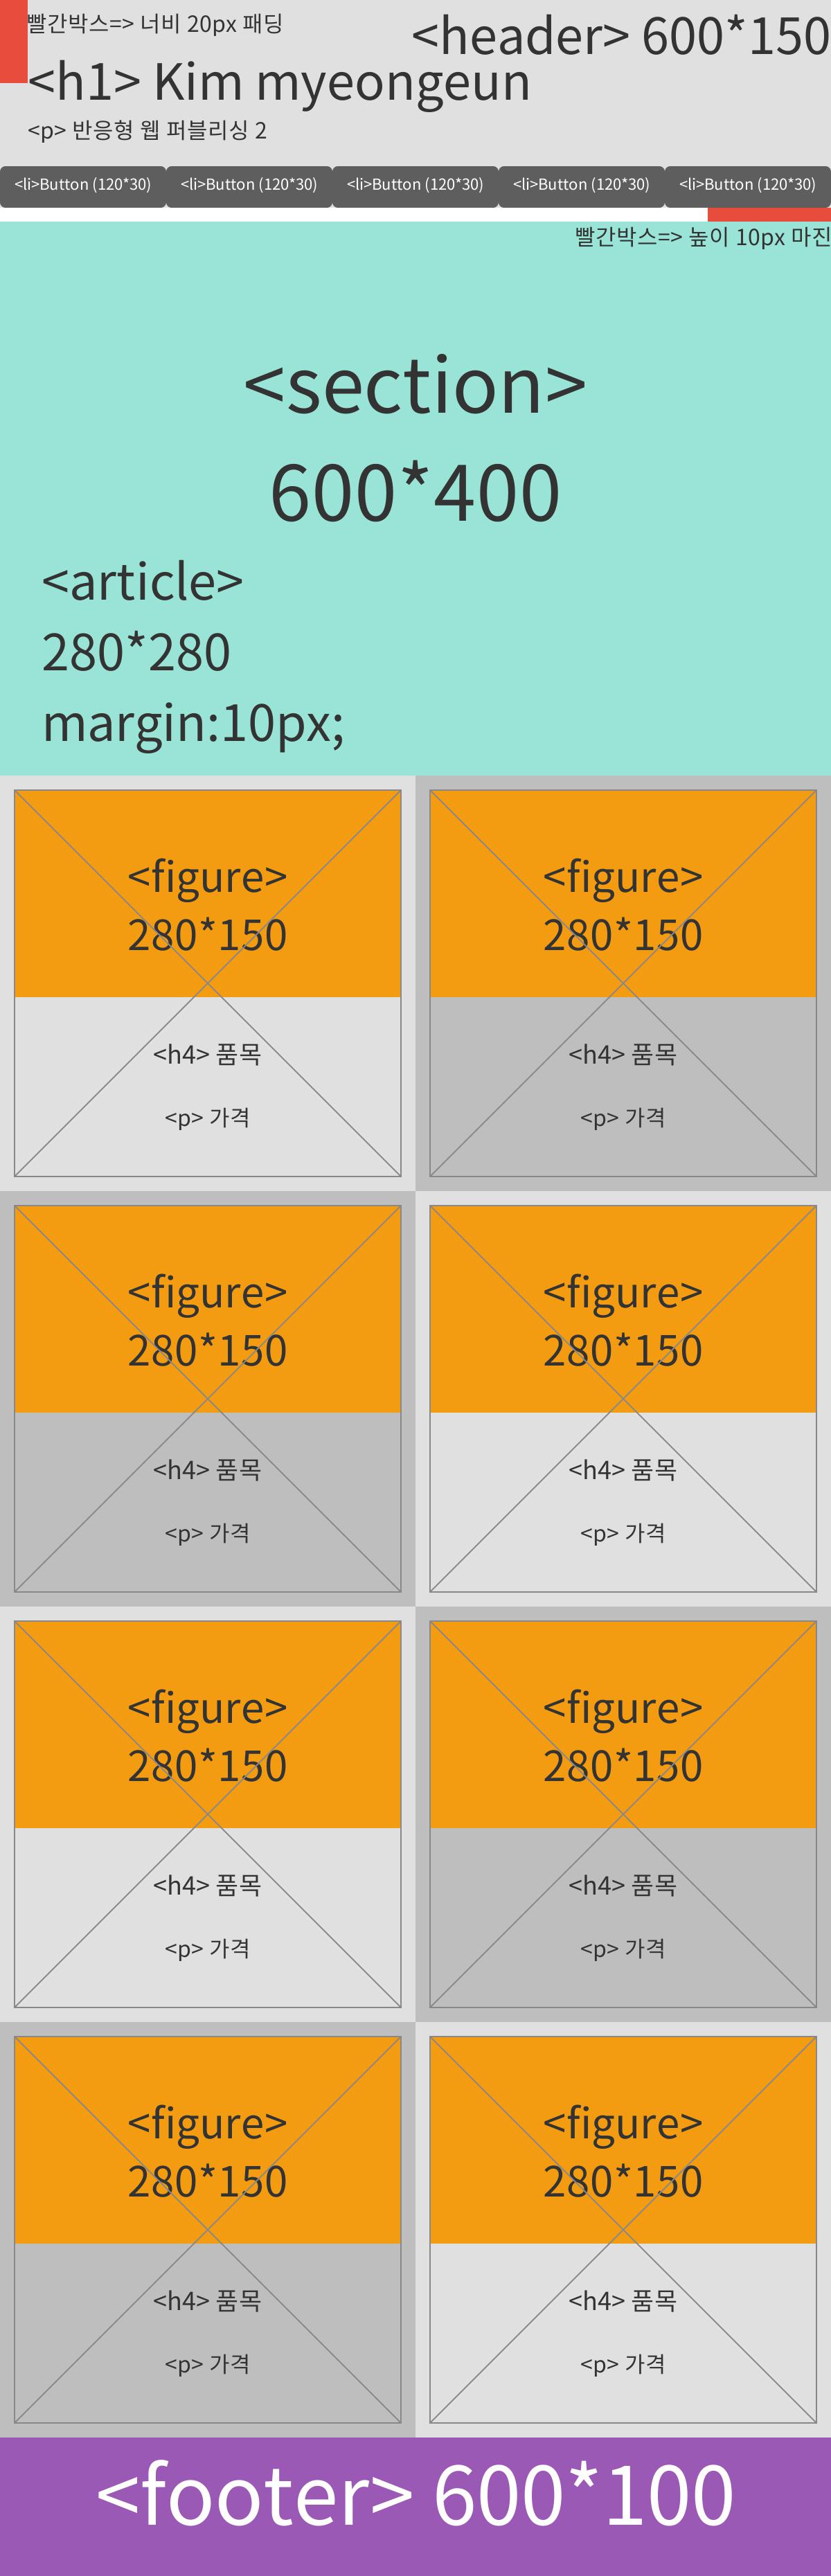 빨간박스=> 너비 20px 패딩
<header> 600*150
<h1> Kim myeongeun
<p> 반응형 웹 퍼블리싱 2
<li>Button (120*30) <li>Button (120*30) <li>Button (120*30) <li>Button (120*30) <li>Button (120*30)
빨간박스=> 높이 10px 마진
<section>
600*400
<article>
280*280
margin:10px;
<figure> <figure>
280*150 280*150
<h4> 품목 <h4> 품목
<p> 가격 <p> 가격
<figure> <figure>
280*150 280*150
<h4> 품목 <h4> 품목
<p> 가격 <p> 가격
<figure> <figure>
280*150 280*150
<h4> 품목 <h4> 품목
<p> 가격 <p> 가격
<figure> <figure>
280*150 280*150
<h4> 품목 <h4> 품목
<p> 가격 <p> 가격
<footer> 600*100